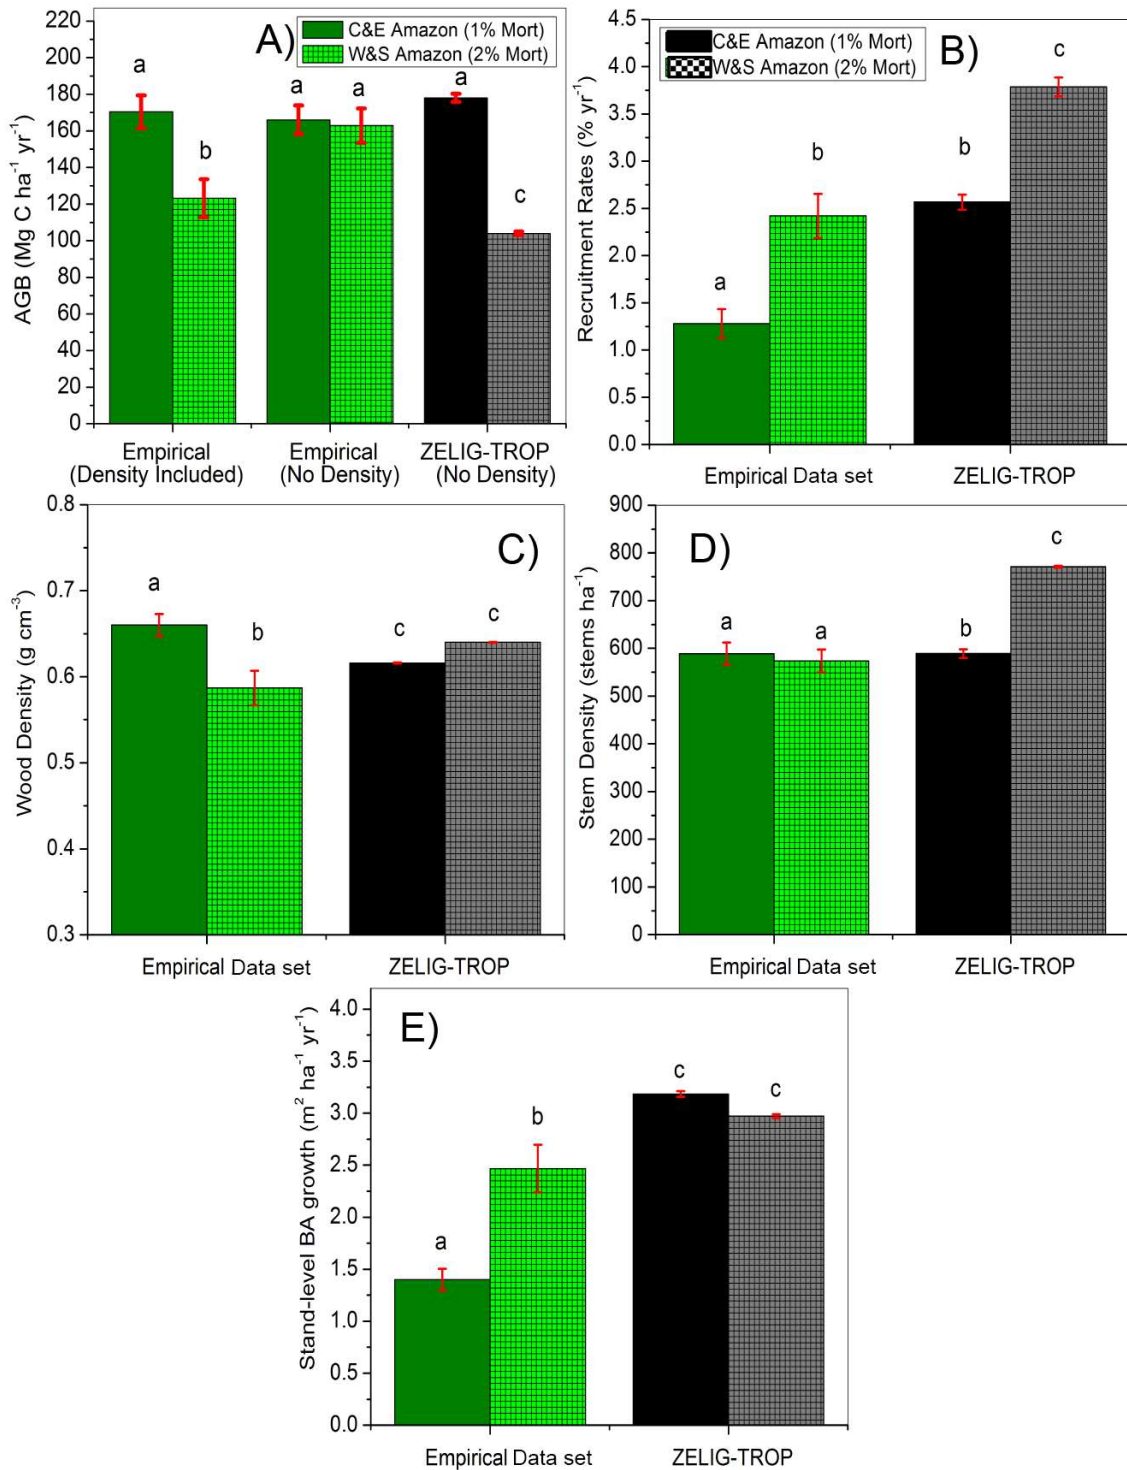 A)
C&E Amazon (1% Mort)
W&S Amazon (2% Mort)
AGB (Mg C ha⁻¹ yr⁻¹)
220
200
180
160
140
120
100
80
60
40
20
0
a
b
a
a
a
c
Empirical
(Density Included)
Empirical
(No Density)
ZELIG-TROP
(No Density)
B)
C&E Amazon (1% Mort)
W&S Amazon (2% Mort)
Recruitment Rates (% yr⁻¹)
4.5
4.0
3.5
3.0
2.5
2.0
1.5
1.0
0.5
0.0
a
b
b
c
Empirical Data set
ZELIG-TROP
C)
Wood Density (g cm⁻³)
0.8
0.7
0.6
0.5
0.4
0.3
a
b
c
c
Empirical Data set
ZELIG-TROP
D)
Stem Density (stems ha⁻¹)
900
800
700
600
500
400
300
200
100
0
a
a
b
c
Empirical Data set
ZELIG-TROP
E)
Stand-level BA growth (m² ha⁻¹ yr⁻¹)
4.0
3.5
3.0
2.5
2.0
1.5
1.0
0.5
0.0
a
b
c
c
Empirical Data set
ZELIG-TROP